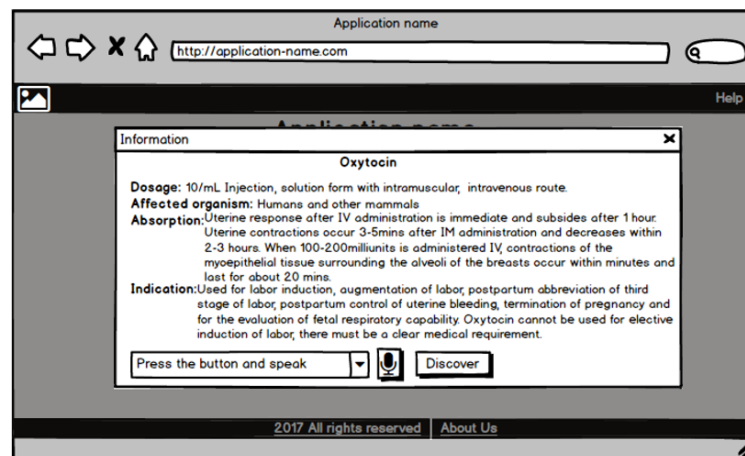 Application name
http://application-name.com
Help
Application name
Information
Oxytocin
Dosage: 10/mL Injection, solution form with intramuscular, intravenous route.
Affected organism: Humans and other mammals
Absorption:Uterine response after IV administration is immediate and subsides after 1 hour.
Uterine contractions occur 3-5mins after IM administration and decreases within
2-3 hours. When 100-200milliunits is administered IV, contractions of the
myoepithelial tissue surrounding the alveoli of the breasts occur within minutes and
last for about 20 mins.
Indication:Used for labor induction, augmentation of labor, postpartum abbreviation of third
stage of labor, postpartum control of uterine bleeding, termination of pregnancy and
for the evaluation of fetal respiratory capability. Oxytocin cannot be used for elective
induction of labor, there must be a clear medical requirement.
Press the button and speak
Discover
2017 All rights reserved About Us